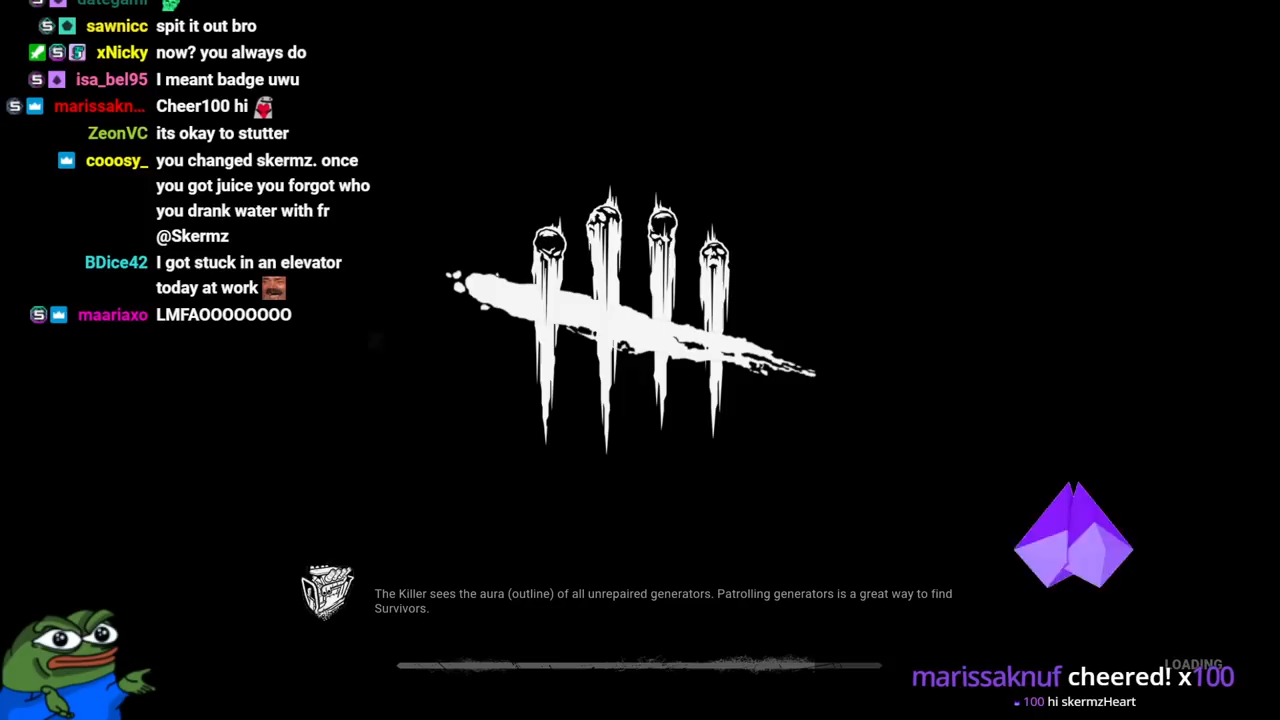 dategami
sawnicc spit it out bro
xNicky now? you always do
isa_bel95 I meant badge uwu
marissakn... Cheer100 hi
ZeonVC its okay to stutter
cooosy_ you changed skermz. once
you got juice you forgot who
you drank water with fr
@Skermz
BDice42 I got stuck in an elevator
today at work
maariaxo LMFAOOOOOOOO
The Killer sees the aura (outline) of all unrepaired generators. Patrolling generators is a great way to find
Survivors.
LOADING
marissaknuf cheered! x100
100 hi skermzHeart